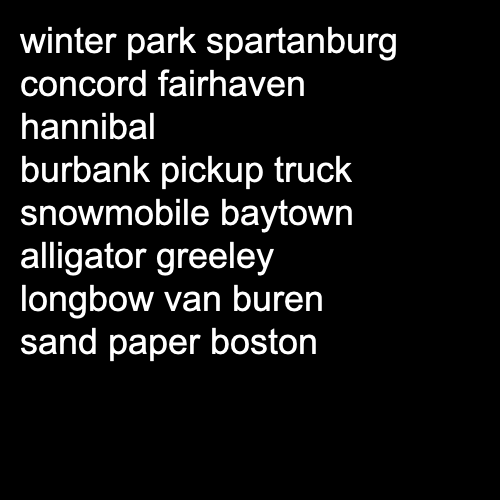 winter park spartanburg
concord fairhaven
hannibal
burbank pickup truck
snowmobile baytown
alligator greeley
longbow van buren
sand paper boston